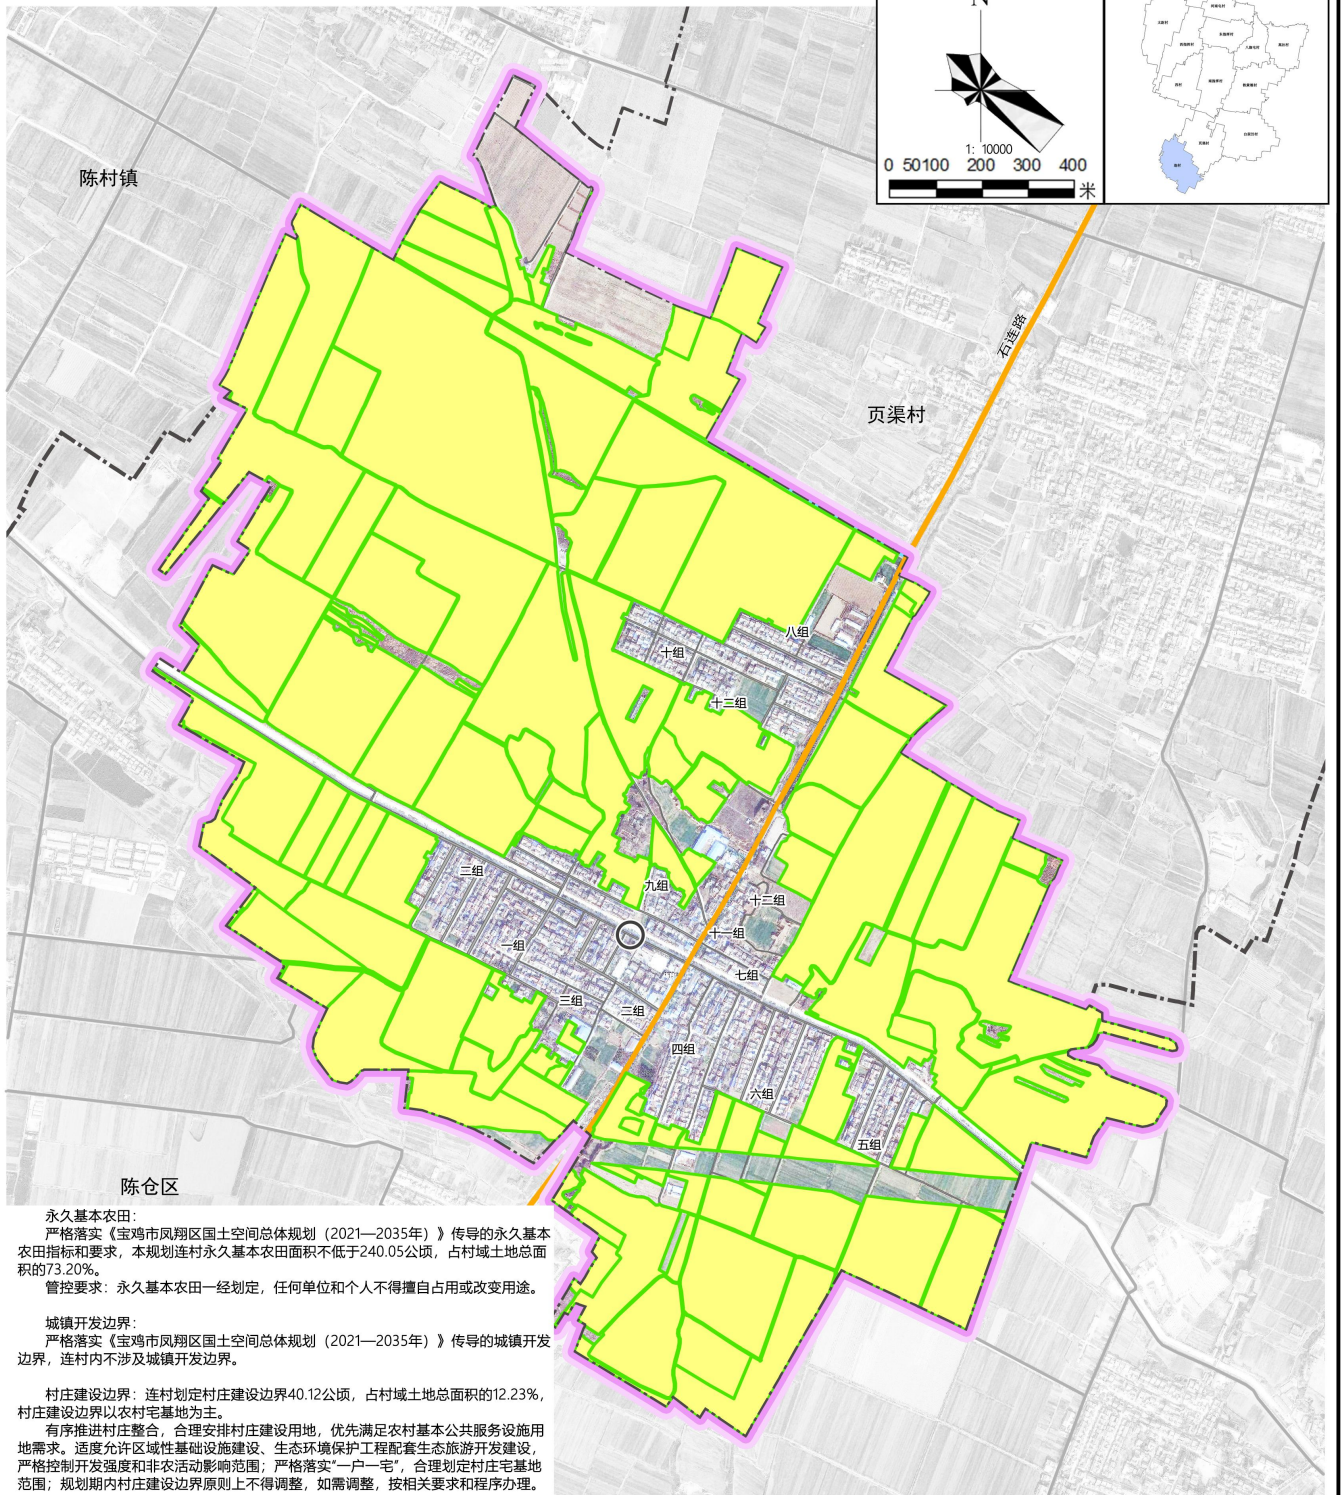 N
1: 10000
0 50100 200 300 400
米
陈村镇
石连路
页渠村
八组
十组
十三组
三组
九组
十二组
十一组
一组
七组
三组
二组
四组
六组
五组
陈仓区
永久基本农田：
严格落实《宝鸡市凤翔区国土空间总体规划（2021—2035年）》传导的永久基本
农田指标和要求，本规划连村永久基本农田面积不低于240.05公顷，占村域土地总面
积的73.20%。
管控要求：永久基本农田一经划定，任何单位和个人不得擅自占用或改变用途。
城镇开发边界：
严格落实《宝鸡市凤翔区国土空间总体规划（2021—2035年）》传导的城镇开发
边界，连村内不涉及城镇开发边界。
村庄建设边界：连村划定村庄建设边界40.12公顷，占村域土地总面积的12.23%，
村庄建设边界以农村宅基地为主。
有序推进村庄整合，合理安排村庄建设用地，优先满足农村基本公共服务设施用
地需求。适度允许区域性基础设施建设、生态环境保护工程配套生态旅游开发建设，
严格控制开发强度和非农活动影响范围；严格落实“一户一宅”，合理划定村庄宅基地
范围；规划期内村庄建设边界原则上不得调整，如需调整，按相关要求和程序办理。